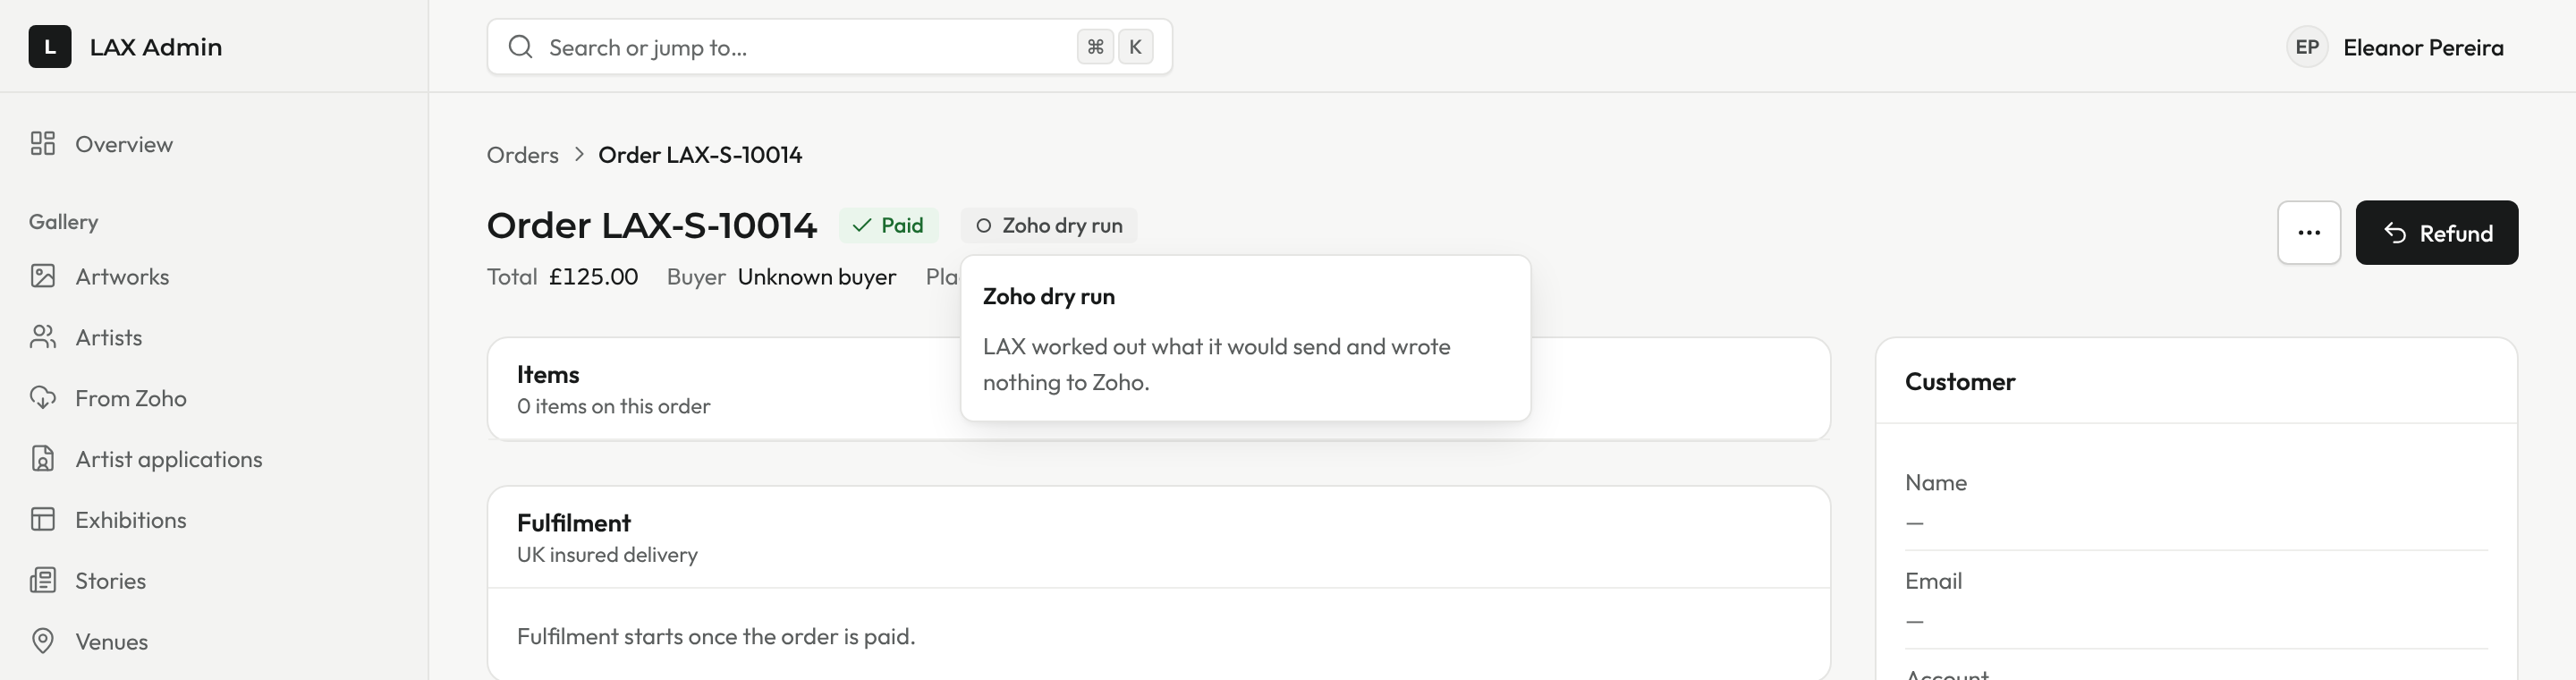 L LAX Admin
Search or jump to...
⌘ K
EP Eleanor Pereira
Overview
Gallery
Artworks
Artists
From Zoho
Artist applications
Exhibitions
Stories
Venues
Orders > Order LAX-S-10014
Order LAX-S-10014 Paid Zoho dry run
... Refund
Total £125.00 Buyer Unknown buyer Pla
Zoho dry run
LAX worked out what it would send and wrote
nothing to Zoho.
Items
0 items on this order
Fulfilment
UK insured delivery
Fulfilment starts once the order is paid.
Customer
Name
—
Email
—
Account